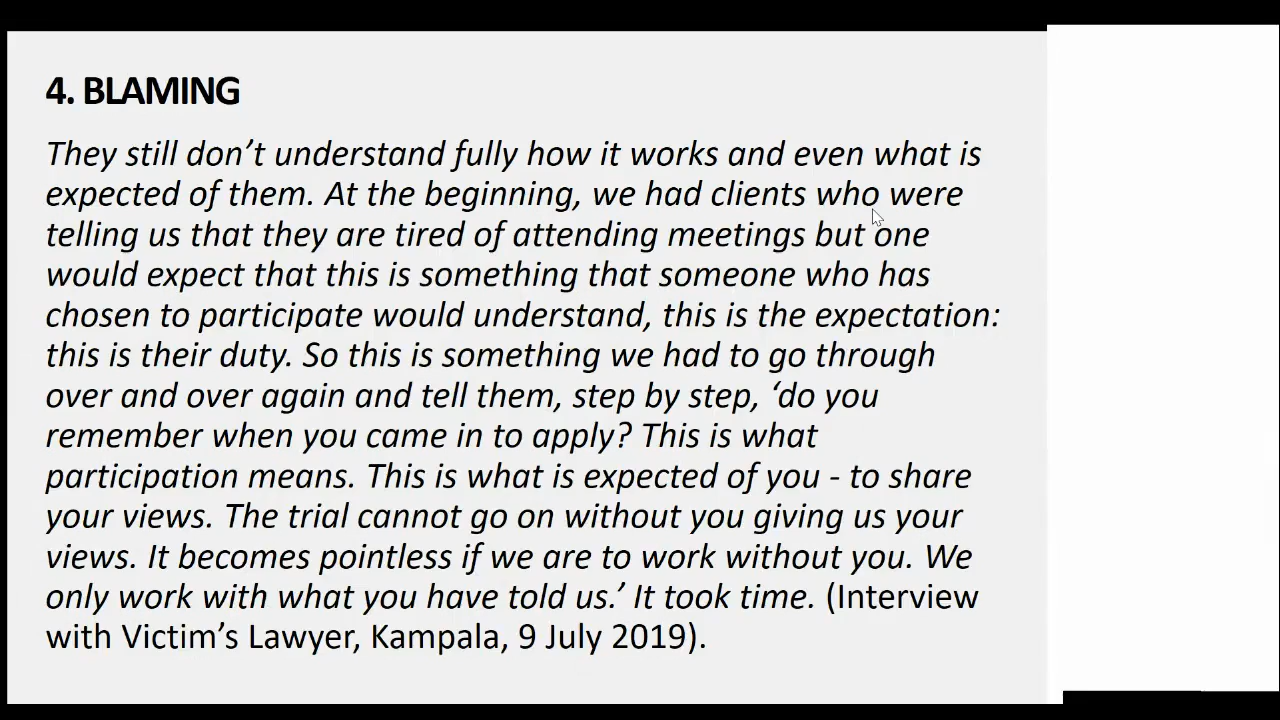 4. BLAMING
They still don’t understand fully how it works and even what is
expected of them. At the beginning, we had clients who were
telling us that they are tired of attending meetings but one
would expect that this is something that someone who has
chosen to participate would understand, this is the expectation:
this is their duty. So this is something we had to go through
over and over again and tell them, step by step, ‘do you
remember when you came in to apply? This is what
participation means. This is what is expected of you - to share
your views. The trial cannot go on without you giving us your
views. It becomes pointless if we are to work without you. We
only work with what you have told us.’ It took time. (Interview
with Victim’s Lawyer, Kampala, 9 July 2019).